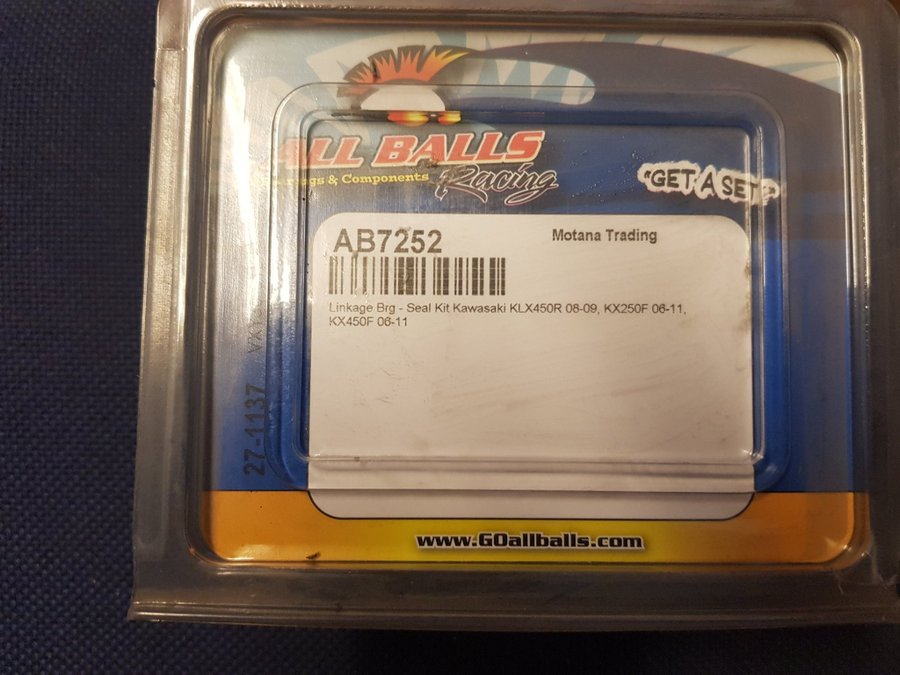 ALL BALLS
& Components
Racing
"GET A SET"
AB7252
Motana Trading
Linkage Brg - Seal Kit Kawasaki KLX450R 08-09, KX250F 06-11,
KX450F 06-11
27-1137
www.GOallballs.com